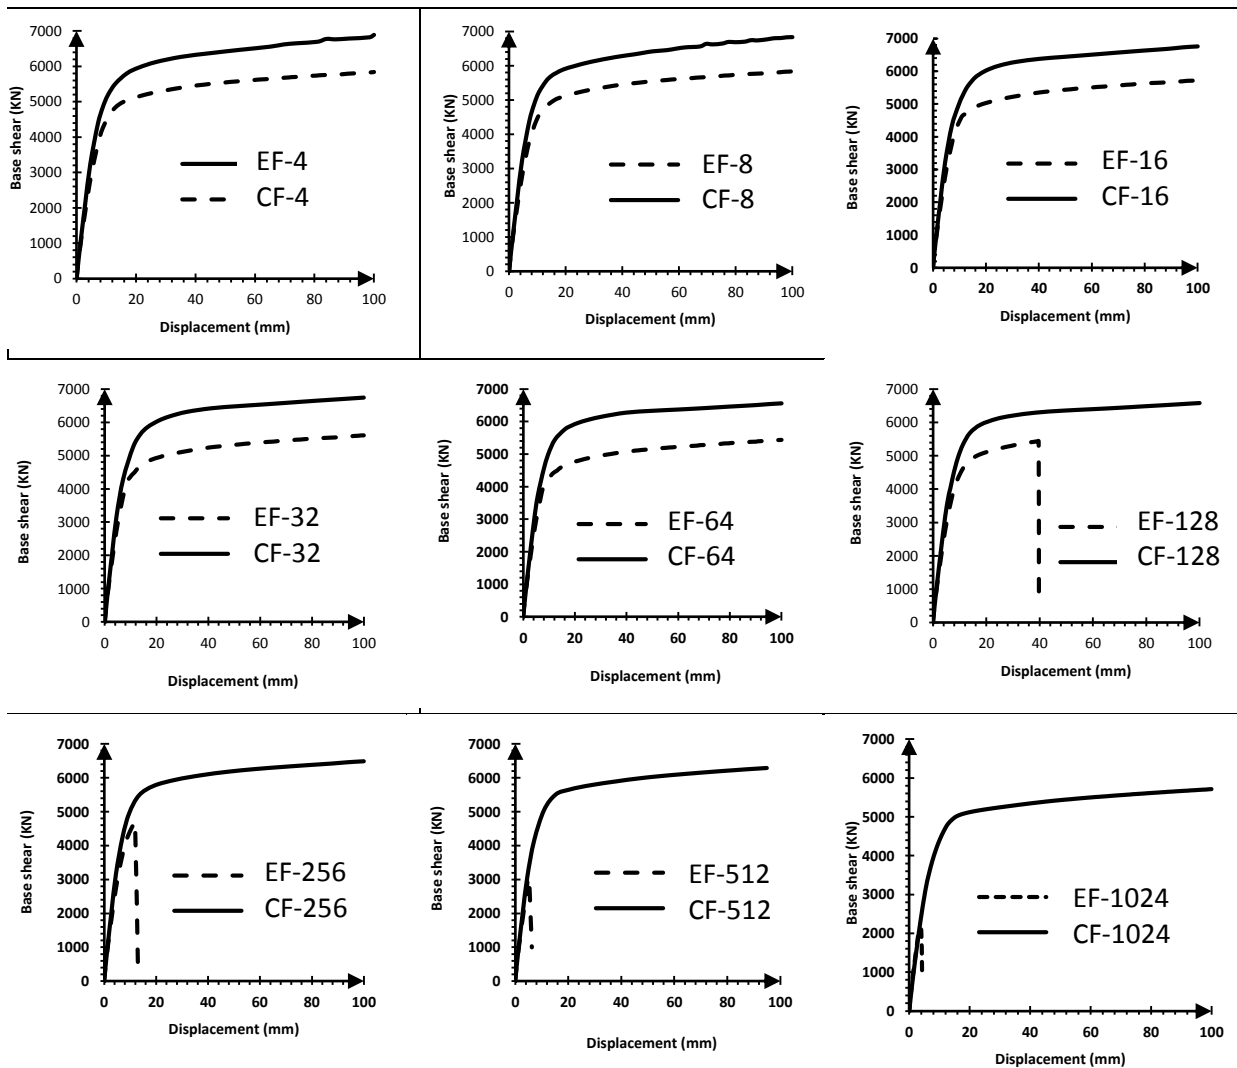 7000
6000
5000
4000
3000
2000
1000
0
Base shear (KN)
EF-4
CF-4
0 20 40 60 80 100
Displacement (mm)
7000
6000
5000
4000
3000
2000
1000
0
Base shear (KN)
EF-8
CF-8
0 20 40 60 80 100
Displacement (mm)
7000
6000
5000
4000
3000
2000
1000
0
Base shear (KN)
EF-16
CF-16
0 20 40 60 80 100
Displacement (mm)
7000
6000
5000
4000
3000
2000
1000
0
Base shear (KN)
EF-32
CF-32
0 20 40 60 80 100
Displacement (mm)
7000
6000
5000
4000
3000
2000
1000
0
Base shear (KN)
EF-64
CF-64
0 20 40 60 80 100
Displacement (mm)
7000
6000
5000
4000
3000
2000
1000
0
Base shear (KN)
EF-128
CF-128
0 20 40 60 80 100
Displacement (mm)
7000
6000
5000
4000
3000
2000
1000
0
Base shear (KN)
EF-256
CF-256
0 20 40 60 80 100
Displacement (mm)
7000
6000
5000
4000
3000
2000
1000
0
Base shear (KN)
EF-512
CF-512
0 20 40 60 80 100
Displacement (mm)
7000
6000
5000
4000
3000
2000
1000
0
Base shear (KN)
EF-1024
CF-1024
0 20 40 60 80 100
Displacement (mm)